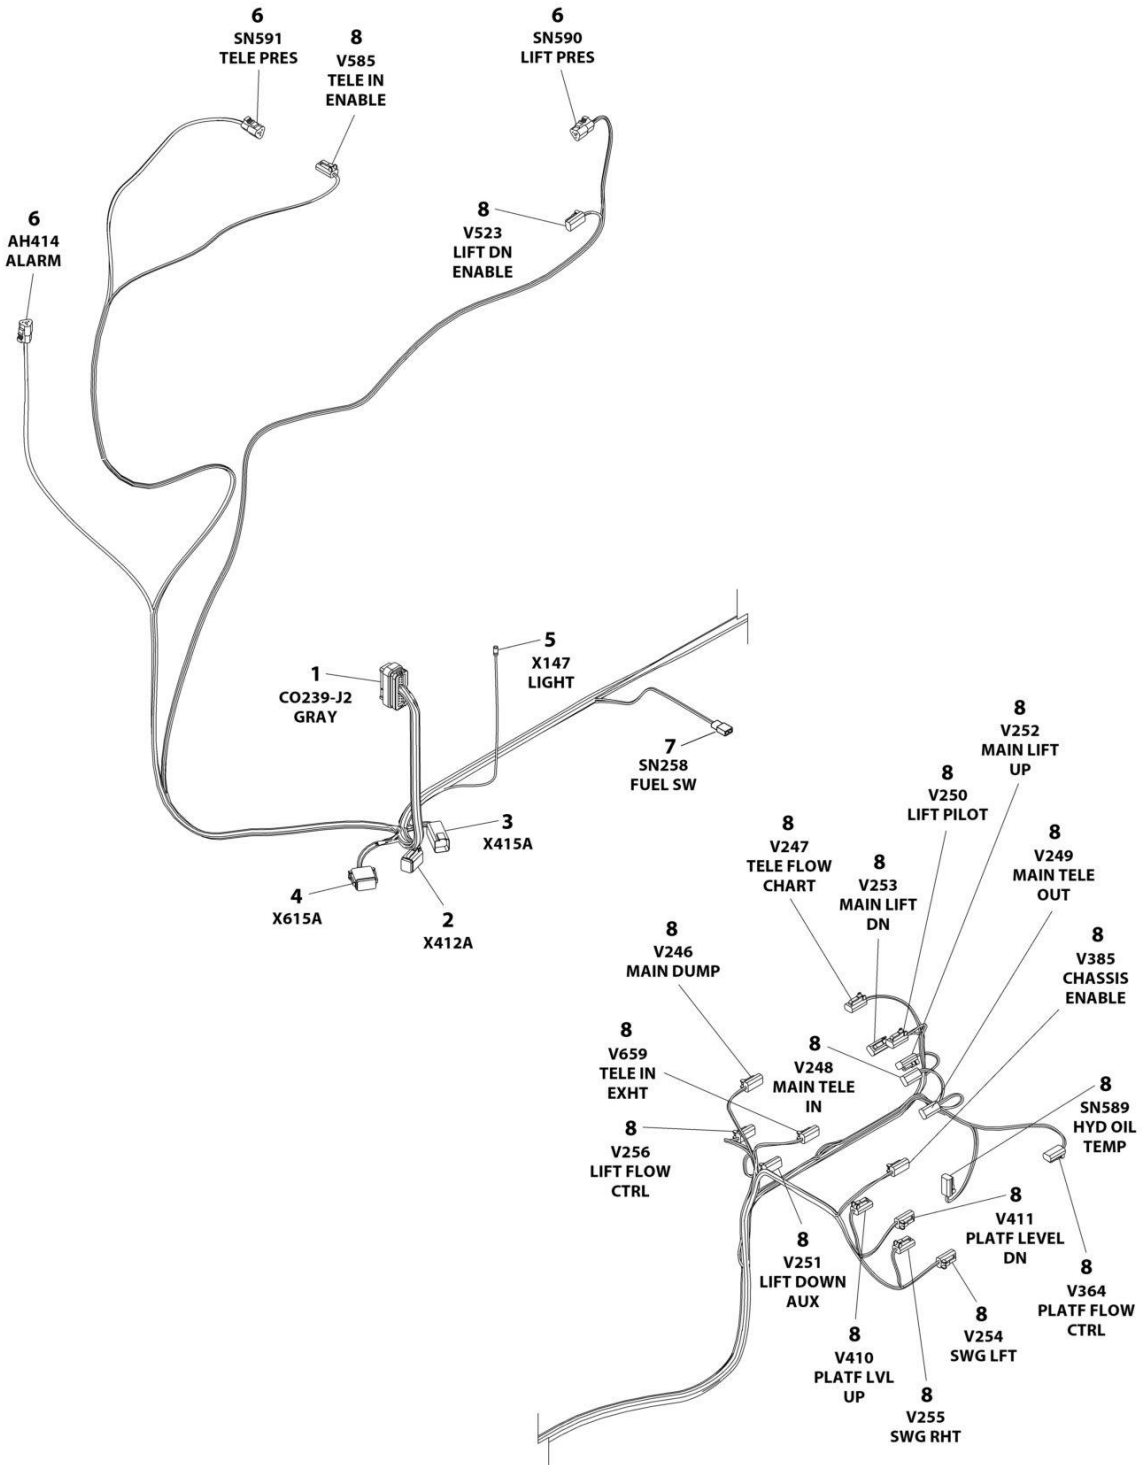 6
SN591
TELE PRES
8
V585
TELE IN
ENABLE
6
SN590
LIFT PRES
8
V523
LIFT DN
ENABLE
6
AH414
ALARM
1
CO239-J2
GRAY
5
X147
LIGHT
7
SN258
FUEL SW
3
X415A
4
X615A
2
X412A
8
V252
MAIN LIFT
UP
8
V250
LIFT PILOT
8
V247
TELE FLOW
CHART
8
V253
MAIN LIFT
DN
8
V249
MAIN TELE
OUT
8
V385
CHASSIS
ENABLE
8
V246
MAIN DUMP
8
V659
TELE IN
EXHT
8
V248
MAIN TELE
IN
8
SN589
HYD OIL
TEMP
8
V256
LIFT FLOW
CTRL
8
V411
PLATF LEVEL
DN
8
V251
LIFT DOWN
AUX
8
V364
PLATF FLOW
CTRL
8
V254
SWG LFT
8
V410
PLATF LVL
UP
8
V255
SWG RHT